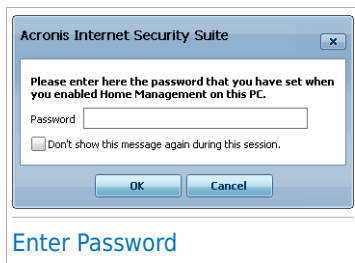 Acronis Internet Security Suite
Please enter here the password that you have set when
you enabled Home Management on this PC.
Password
Don't show this message again during this session.
OK Cancel
Enter Password